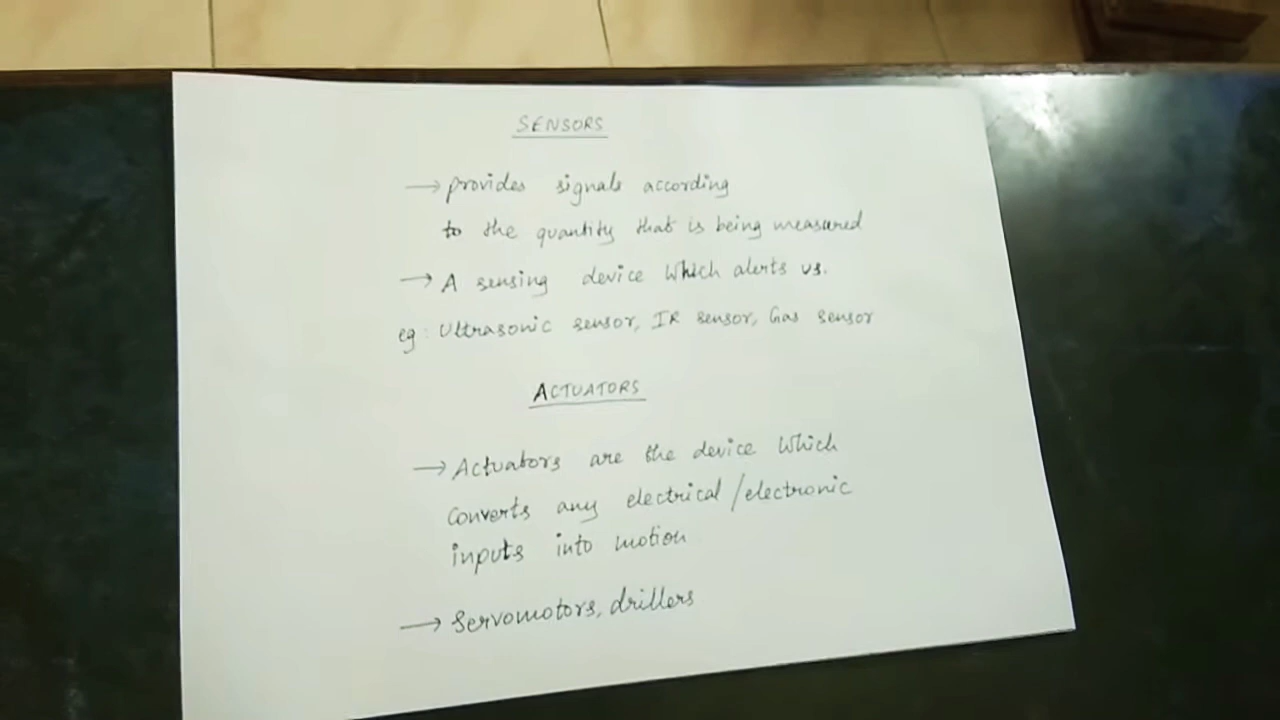 SENSORS
→ provides signals according
to the quantity that is being measured
→ A sensing device which alerts us.
eg: Ultrasonic sensor, IR sensor, Gas sensor
ACTUATORS
→ Actuators are the device which
converts any electrical/electronic
inputs into motion
→ Servomotors, drillers